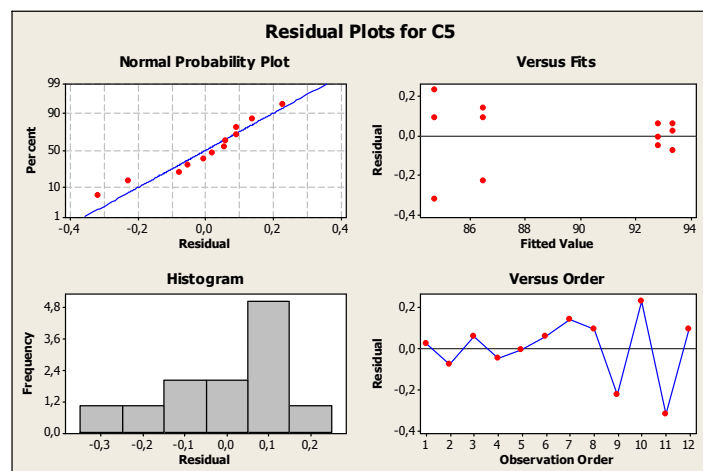 Residual Plots for C5
Normal Probability Plot
99
90
50
10
1
Percent
-0,4 -0,2 0,0 0,2 0,4
Residual
Versus Fits
0,2
0,0
-0,2
-0,4
Residual
86 88 90 92 94
Fitted Value
Histogram
4,8
3,6
2,4
1,2
0,0
Frequency
-0,3 -0,2 -0,1 0,0 0,1 0,2
Residual
Versus Order
0,2
0,0
-0,2
-0,4
Residual
1 2 3 4 5 6 7 8 9 10 11 12
Observation Order